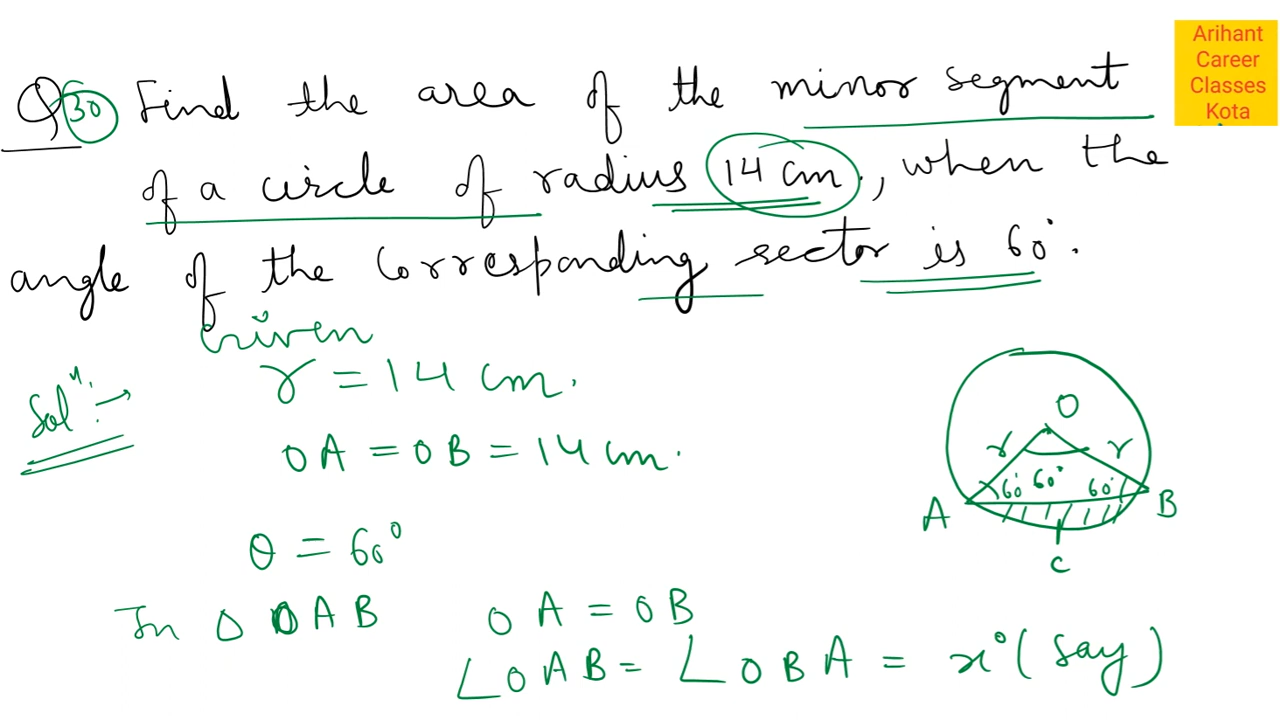 Arihant
Career
Classes
Kota
Q 30 Find the area of the minor segment
of a circle of radius 14 cm., when the
angle of the corresponding sector is 60°.
Given
Solⁿ:→
r = 14 cm.
OA = OB = 14 cm.
θ = 60°
In Δ OAB OA = OB
∠OAB = ∠OBA = x° (say)
O
r r
60° 60° 60°
A B
C